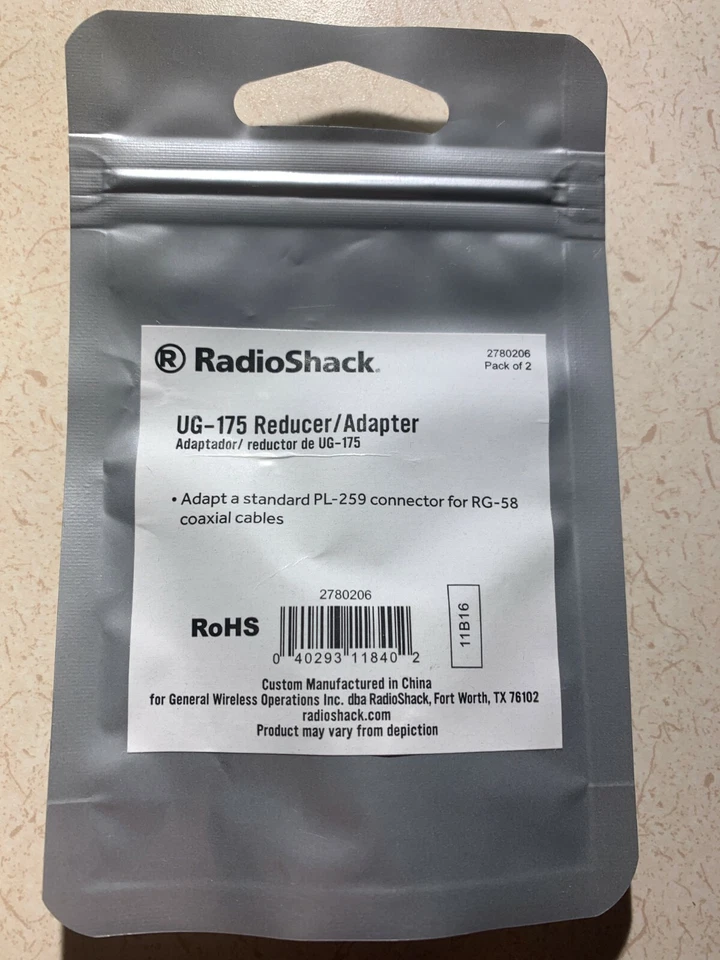 ® RadioShack.
2780206
Pack of 2
UG-175 Reducer/Adapter
Adaptador/ reductor de UG-175
• Adapt a standard PL-259 connector for RG-58
coaxial cables
2780206
RoHS
0 40293 11840 2
11B16
Custom Manufactured in China
for General Wireless Operations Inc. dba RadioShack, Fort Worth, TX 76102
radioshack.com
Product may vary from depiction